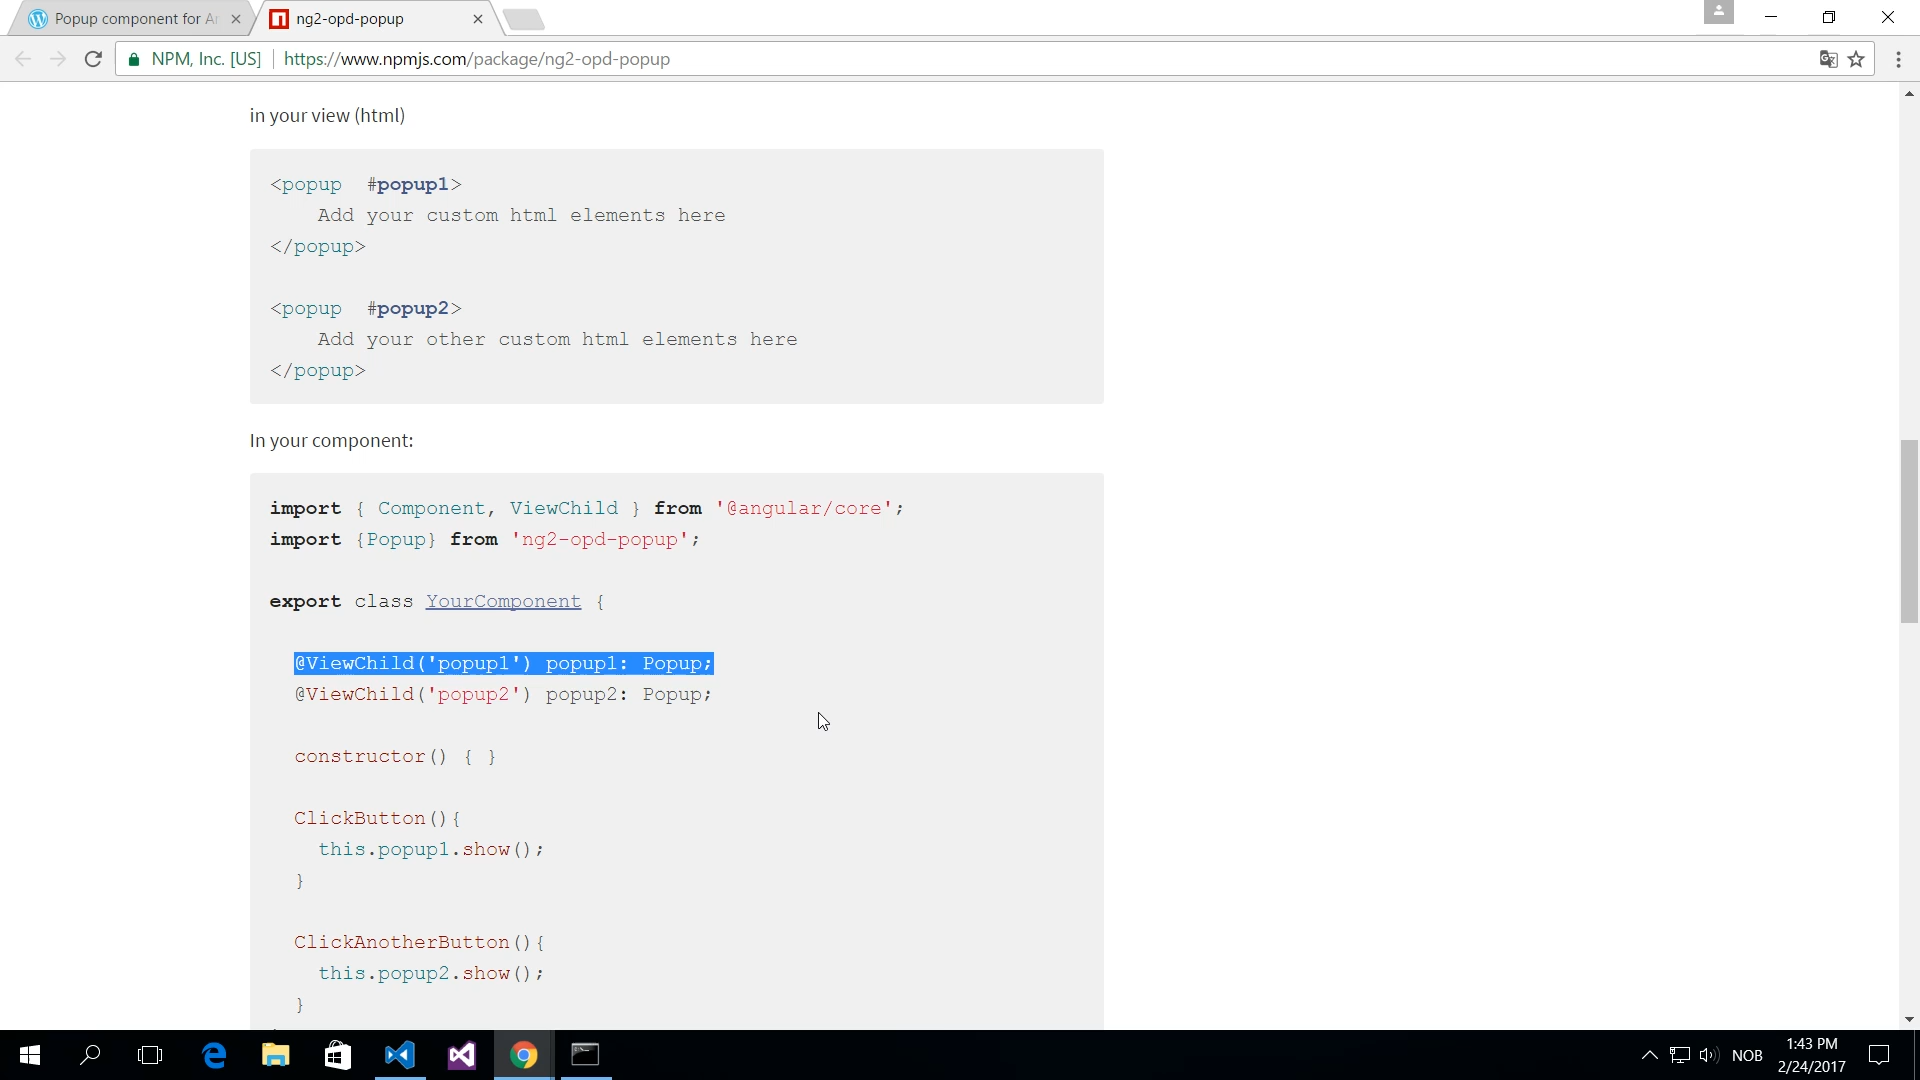 Popup component for An
ng2-opd-popup
NPM, Inc. [US]
https://www.npmjs.com/package/ng2-opd-popup
in your view (html)
<popup  #popup1>
    Add your custom html elements here
</popup>
<popup  #popup2>
    Add your other custom html elements here
</popup>
In your component:
import { Component, ViewChild } from '@angular/core';
import {Popup} from 'ng2-opd-popup';
export class YourComponent {
  @ViewChild('popup1') popup1: Popup;
  @ViewChild('popup2') popup2: Popup;
  constructor() { }
  ClickButton(){
    this.popup1.show();
  }
  ClickAnotherButton(){
    this.popup2.show();
  }
NOB
1:43 PM
2/24/2017